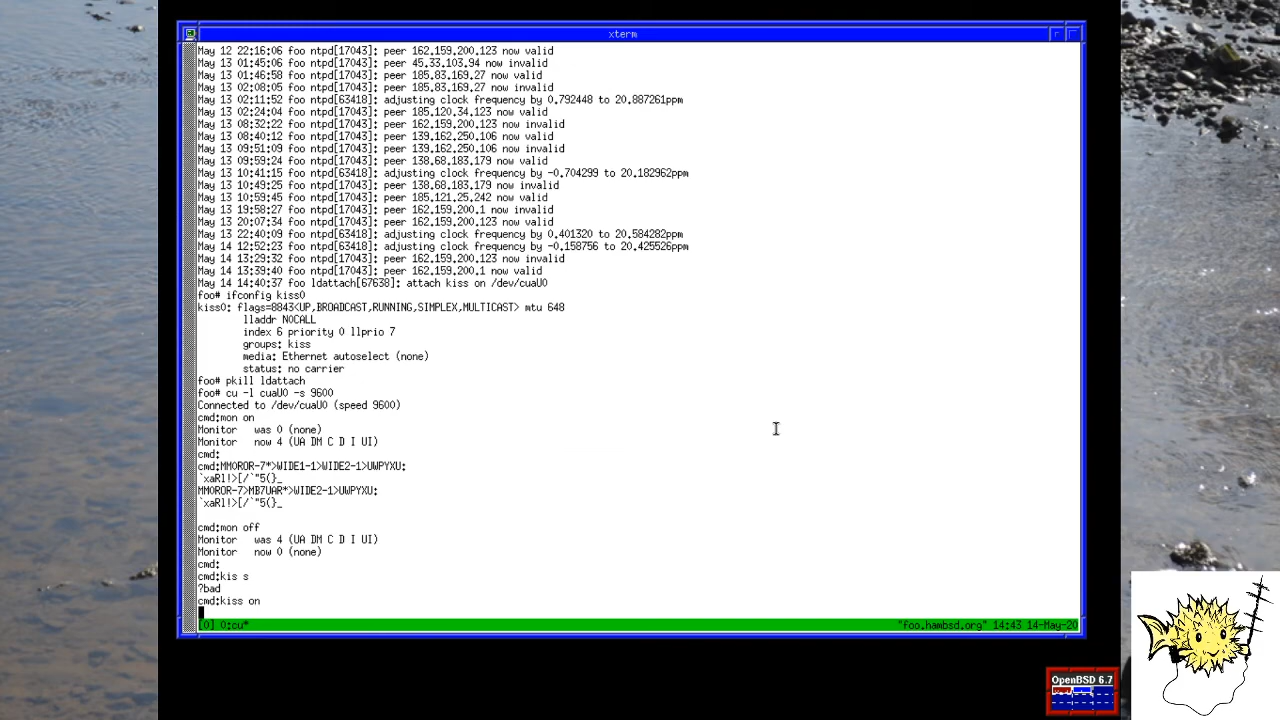 xterm
May 12 22:16:06 foo ntpd[17043]: peer 162.159.200.123 now valid
May 13 01:45:06 foo ntpd[17043]: peer 45.33.103.94 now invalid
May 13 01:46:58 foo ntpd[17043]: peer 185.83.169.27 now valid
May 13 02:08:05 foo ntpd[17043]: peer 185.83.169.27 now invalid
May 13 02:11:52 foo ntpd[63418]: adjusting clock frequency by 0.792448 to 20.887261ppm
May 13 02:24:04 foo ntpd[17043]: peer 185.120.34.123 now valid
May 13 08:32:22 foo ntpd[17043]: peer 162.159.200.123 now invalid
May 13 08:40:12 foo ntpd[17043]: peer 139.162.250.106 now valid
May 13 09:51:09 foo ntpd[17043]: peer 139.162.250.106 now invalid
May 13 09:59:24 foo ntpd[17043]: peer 138.68.183.179 now valid
May 13 10:41:15 foo ntpd[63418]: adjusting clock frequency by -0.704299 to 20.182962ppm
May 13 10:49:25 foo ntpd[17043]: peer 138.68.183.179 now invalid
May 13 10:59:45 foo ntpd[17043]: peer 185.121.25.242 now valid
May 13 19:58:27 foo ntpd[17043]: peer 162.159.200.1 now invalid
May 13 20:07:34 foo ntpd[17043]: peer 162.159.200.123 now valid
May 13 22:40:09 foo ntpd[63418]: adjusting clock frequency by 0.401320 to 20.584282ppm
May 14 12:52:23 foo ntpd[63418]: adjusting clock frequency by -0.158756 to 20.425526ppm
May 14 13:29:32 foo ntpd[17043]: peer 162.159.200.123 now invalid
May 14 13:39:40 foo ntpd[17043]: peer 162.159.200.1 now valid
May 14 14:40:37 foo ldattach[67638]: attach kiss on /dev/cuaU0
foo# ifconfig kiss0
kiss0: flags=8843<UP,BROADCAST,RUNNING,SIMPLEX,MULTICAST> mtu 648
lladdr NOCALL
index 6 priority 0 llprio 7
groups: kiss
media: Ethernet autoselect (none)
status: no carrier
foo# pkill ldattach
foo# cu -l cuaU0 -s 9600
Connected to /dev/cuaU0 (speed 9600)
cmd:mon on
Monitor was 0 (none)
Monitor now 4 (UA DM C D I UI)
cmd:
cmd:MM0ROR-7*>WIDE1-1>WIDE2-1>UWPYXU:
`xaRl!>[/`"5(}_
MM0ROR-7>MB7UAR*>WIDE2-1>UWPYXU:
`xaRl!>[/`"5(}_
cmd:mon off
Monitor was 4 (UA DM C D I UI)
Monitor now 0 (none)
cmd:
cmd:kis s
?bad
cmd:kiss on
[0] 0:cu* "foo.hambsd.org" 14:43 14-May-20
OpenBSD 6.7